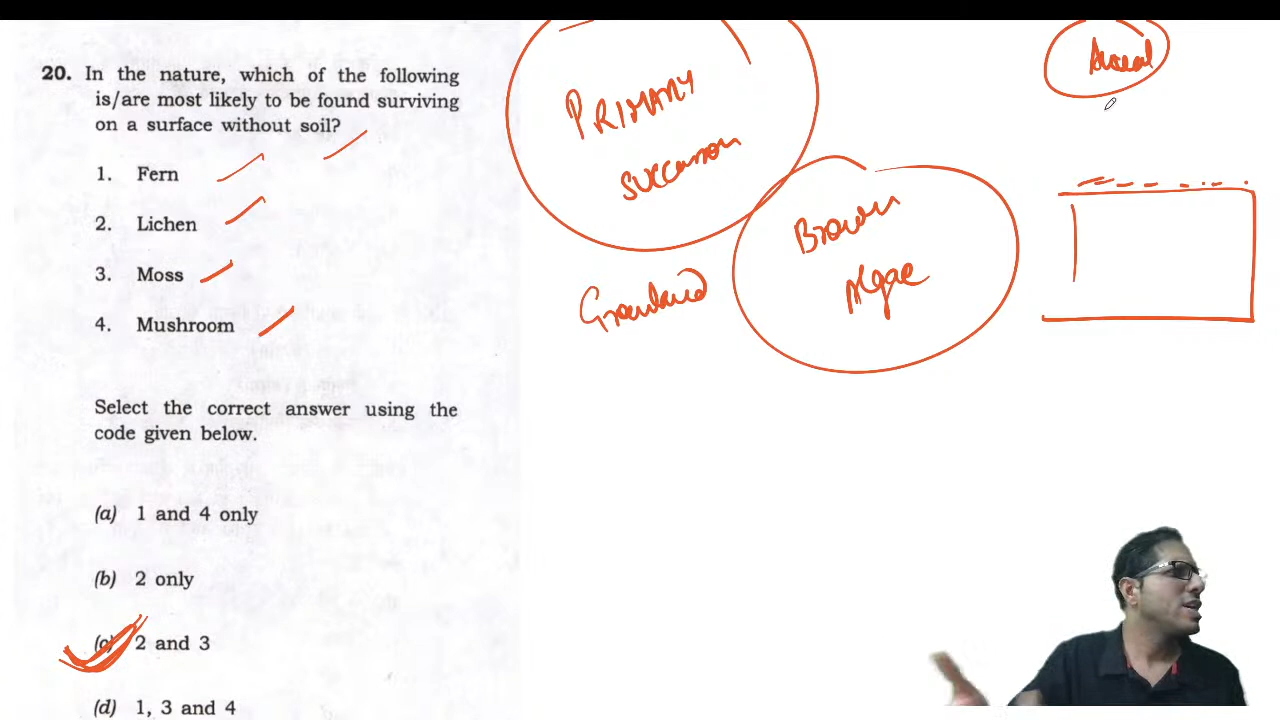 20. In the nature, which of the following
is/are most likely to be found surviving
on a surface without soil?
1. Fern
2. Lichen
3. Moss
4. Mushroom
Select the correct answer using the
code given below.
(a) 1 and 4 only
(b) 2 only
(c) 2 and 3
(d) 1, 3 and 4
PRIMARY
Brown
Algae